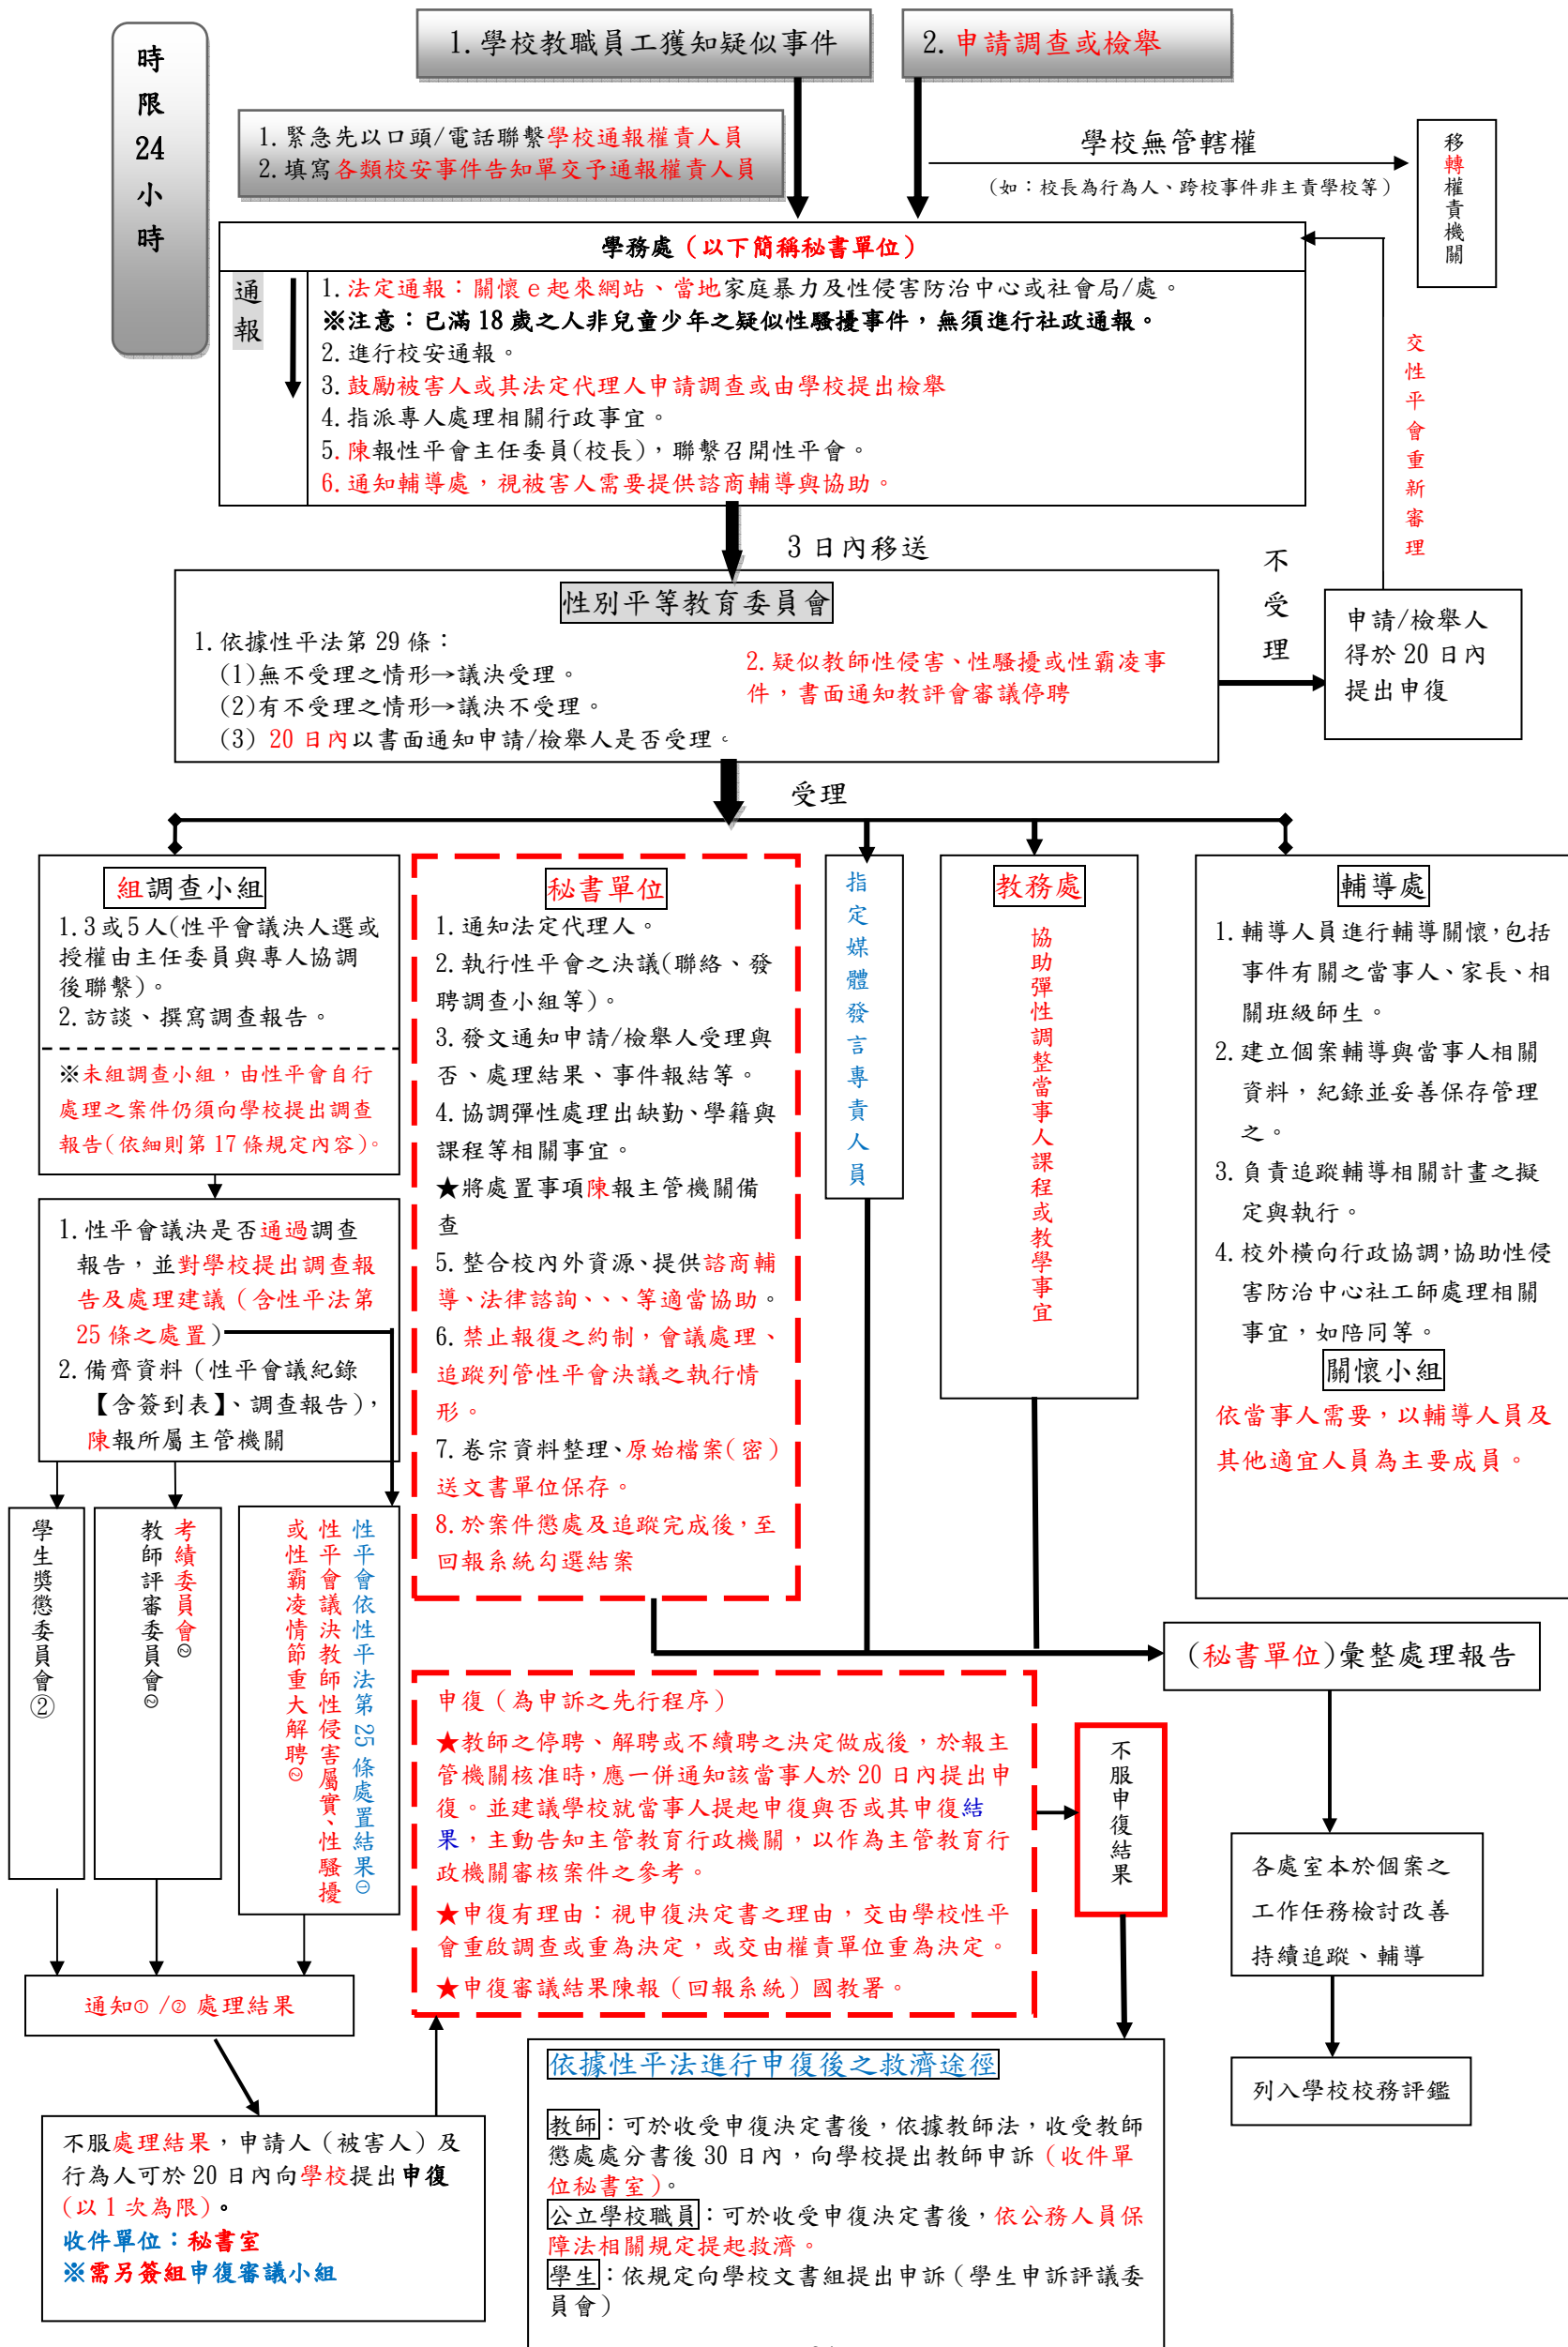 時
限
24
小
時
1.學校教職員工獲知疑似事件
2.申請調查或檢舉
1.緊急先以口頭/電話聯繫學校通報權責人員
2.填寫各類校安事件告知單交予通報權責人員
學校無管轄權
（如：校長為行為人、跨校事件非主責學校等）
移轉權責機關
學務處（以下簡稱秘書單位）
通報
1.法定通報：關懷e起來網站、當地家庭暴力及性侵害防治中心或社會局/處。
※注意：已滿18歲之人非兒童少年之疑似性騷擾事件，無須進行社政通報。
2.進行校安通報。
3.鼓勵被害人或其法定代理人申請調查或由學校提出檢舉
4.指派專人處理相關行政事宜。
5.陳報性平會主任委員(校長)，聯繫召開性平會。
6.通知輔導處，視被害人需要提供諮商輔導與協助。
交性平會重新審理
3日內移送
性別平等教育委員會
1.依據性平法第29條：
(1)無不受理之情形→議決受理。
(2)有不受理之情形→議決不受理。
(3) 20日內以書面通知申請/檢舉人是否受理。
2.疑似教師性侵害、性騷擾或性霸凌事
件，書面通知教評會審議停聘
不受理
申請/檢舉人
得於20日內
提出申復
受理
組調查小組
1.3或5人(性平會議決人選或
授權由主任委員與專人協調
後聯繫)。
2.訪談、撰寫調查報告。
※未組調查小組，由性平會自行
處理之案件仍須向學校提出調查
報告(依細則第17條規定內容)。
1.性平會議決是否通過調查
報告，並對學校提出調查報
告及處理建議（含性平法第
25條之處置）
2.備齊資料（性平會議紀錄
【含簽到表】、調查報告），
陳報所屬主管機關
秘書單位
1.通知法定代理人。
2.執行性平會之決議(聯絡、發
聘調查小組等)。
3.發文通知申請/檢舉人受理與
否、處理結果、事件報結等。
4.協調彈性處理出缺勤、學籍與
課程等相關事宜。
★將處置事項陳報主管機關備
查
5.整合校內外資源、提供諮商輔
導、法律諮詢、、、等適當協助。
6.禁止報復之約制，會議處理、
追蹤列管性平會決議之執行情
形。
7.卷宗資料整理、原始檔案(密)
送文書單位保存。
8.於案件懲處及追蹤完成後，至
回報系統勾選結案
指定媒體發言專責人員
教務處
協助彈性調整當事人課程或教學事宜
輔導處
1.輔導人員進行輔導關懷，包括
事件有關之當事人、家長、相
關班級師生。
2.建立個案輔導與當事人相關
資料，紀錄並妥善保存管理
之。
3.負責追蹤輔導相關計畫之擬
定與執行。
4.校外橫向行政協調，協助性侵
害防治中心社工師處理相關
事宜，如陪同等。
關懷小組
依當事人需要，以輔導人員及
其他適宜人員為主要成員。
學生獎懲委員會②
考績委員會②
教師評審委員會②
性平會依性平法第25條處置結果①
性平會議決教師性侵害屬實、性騷擾
或性霸凌情節重大解聘②
(秘書單位)彙整處理報告
各處室本於個案之
工作任務檢討改善
持續追蹤、輔導
列入學校校務評鑑
申復（為申訴之先行程序）
★教師之停聘、解聘或不續聘之決定做成後，於報主
管機關核准時，應一併通知該當事人於20日內提出申
復。並建議學校就當事人提起申復與否或其申復結
果，主動告知主管教育行政機關，以作為主管教育行
政機關審核案件之參考。
★申復有理由：視申復決定書之理由，交由學校性平
會重啟調查或重為決定，或交由權責單位重為決定。
★申復審議結果陳報（回報系統）國教署。
不服申復結果
通知①/②處理結果
不服處理結果，申請人（被害人）及
行為人可於20日內向學校提出申復
(以1次為限)。
收件單位：秘書室
※需另簽組申復審議小組
依據性平法進行申復後之救濟途徑
教師：可於收受申復決定書後，依據教師法，收受教師
懲處處分書後30日內，向學校提出教師申訴（收件單
位秘書室）。
公立學校職員：可於收受申復決定書後，依公務人員保
障法相關規定提起救濟。
學生：依規定向學校文書組提出申訴（學生申訴評議委
員會）